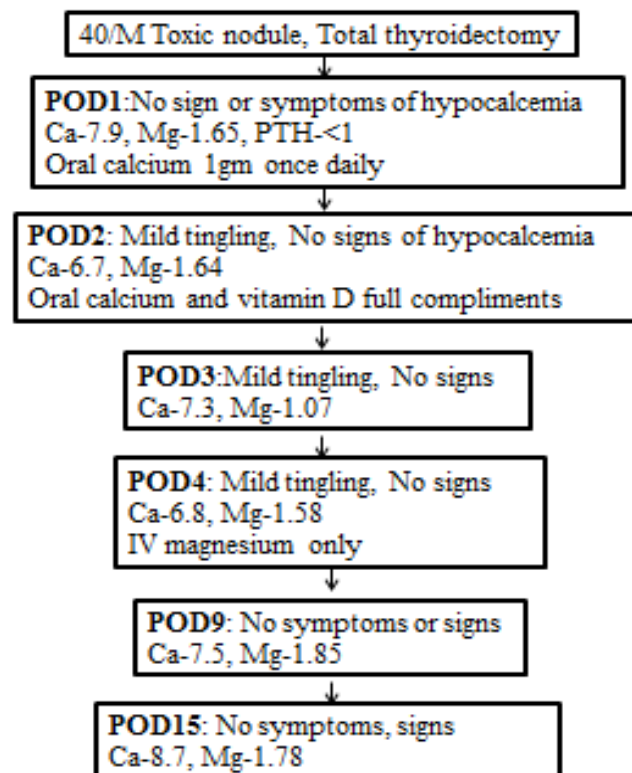 40/M Toxic nodule, Total thyroidectomy
POD1:No sign or symptoms of hypocalcemia
Ca-7.9, Mg-1.65, PTH-<1
Oral calcium 1gm once daily
POD2: Mild tingling, No signs of hypocalcemia
Ca-6.7, Mg-1.64
Oral calcium and vitamin D full compliments
POD3:Mild tingling, No signs
Ca-7.3, Mg-1.07
POD4: Mild tingling, No signs
Ca-6.8, Mg-1.58
IV magnesium only
POD9: No symptoms or signs
Ca-7.5, Mg-1.85
POD15: No symptoms, signs
Ca-8.7, Mg-1.78